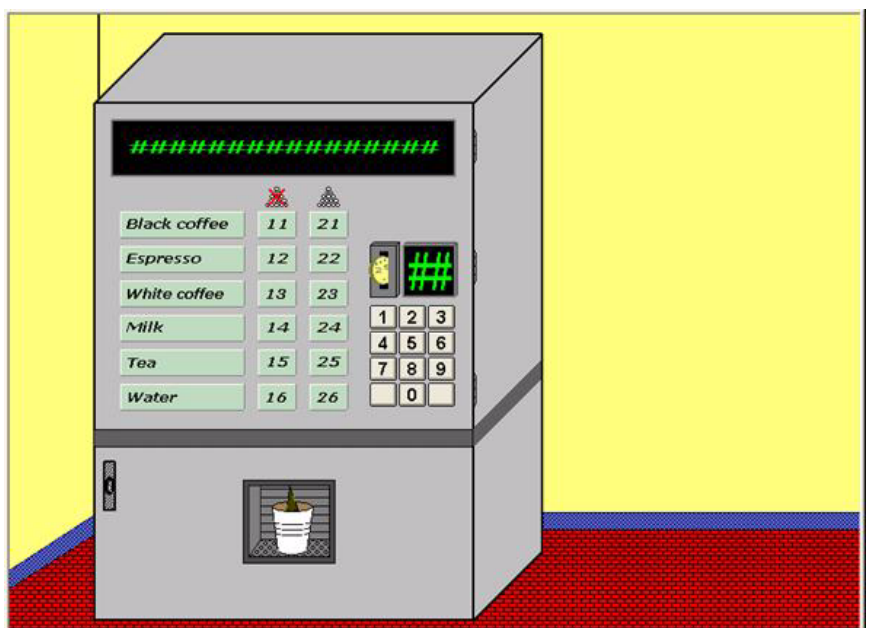 ################
Black coffee 11 21
Espresso 12 22
White coffee 13 23
Milk 14 24
Tea 15 25
Water 16 26
##
1 2 3
4 5 6
7 8 9
0